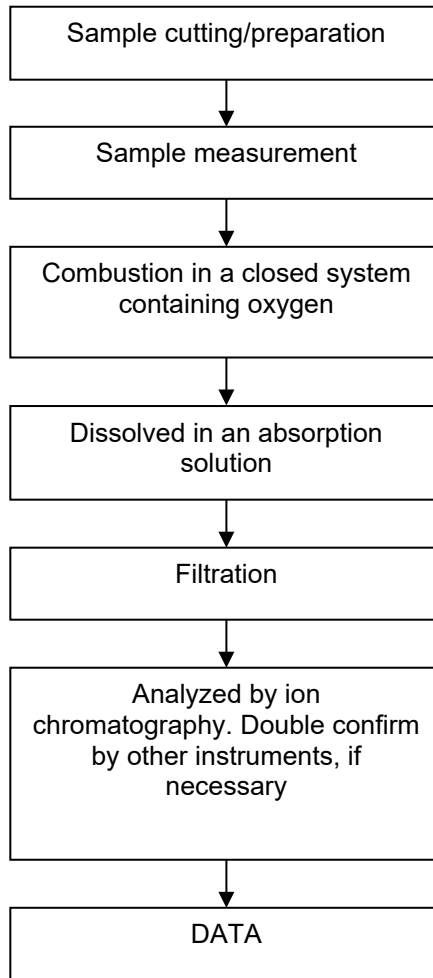 Sample cutting/preparation
Sample measurement
Combustion in a closed system
containing oxygen
Dissolved in an absorption
solution
Filtration
Analyzed by ion
chromatography. Double confirm
by other instruments, if
necessary
DATA